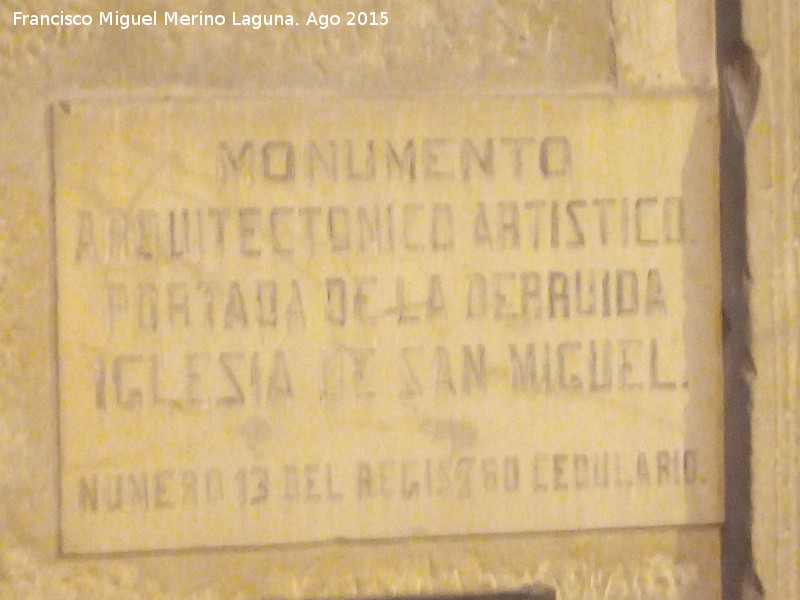 Francisco Miguel Merino Laguna. Ago 2015
MONUMENTO
ARQUITECTONICO ARTISTICO.
PORTADA DE LA DERRUIDA
IGLESIA DE SAN MIGUEL.
NUMERO 13 DEL REGISTRO CEDULARIO.